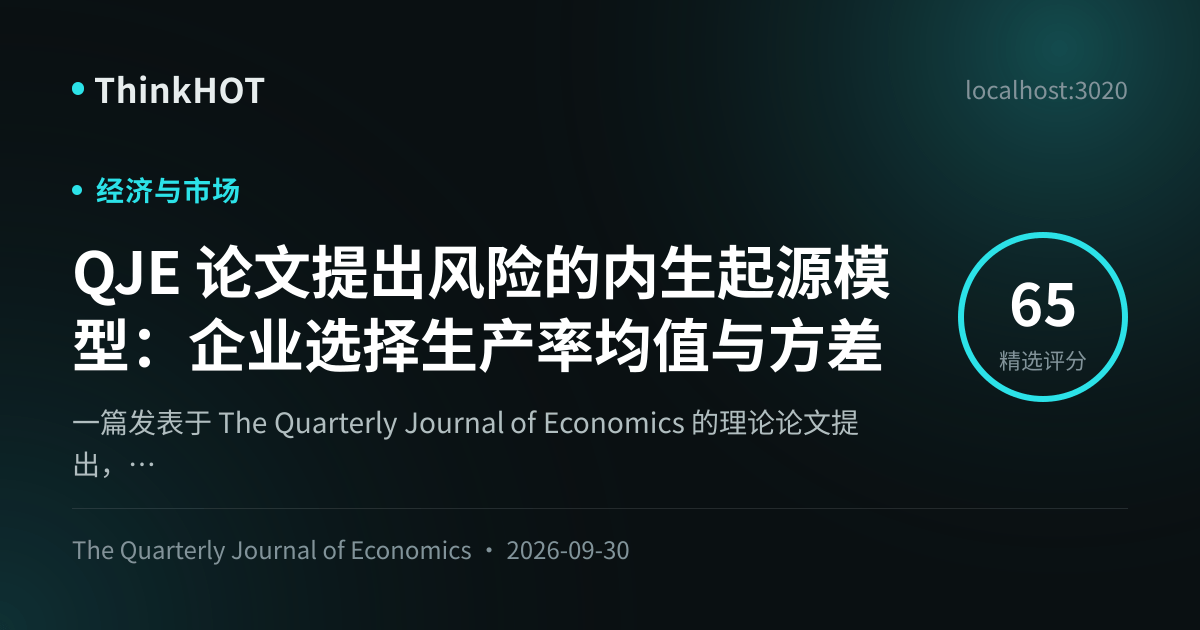 ThinkHOT
localhost:3020
经济与市场
QJE 论文提出风险的内生起源模
型：企业选择生产率均值与方差
65
精选评分
一篇发表于 The Quarterly Journal of Economics 的理论论文提
出，…
The Quarterly Journal of Economics · 2026-09-30